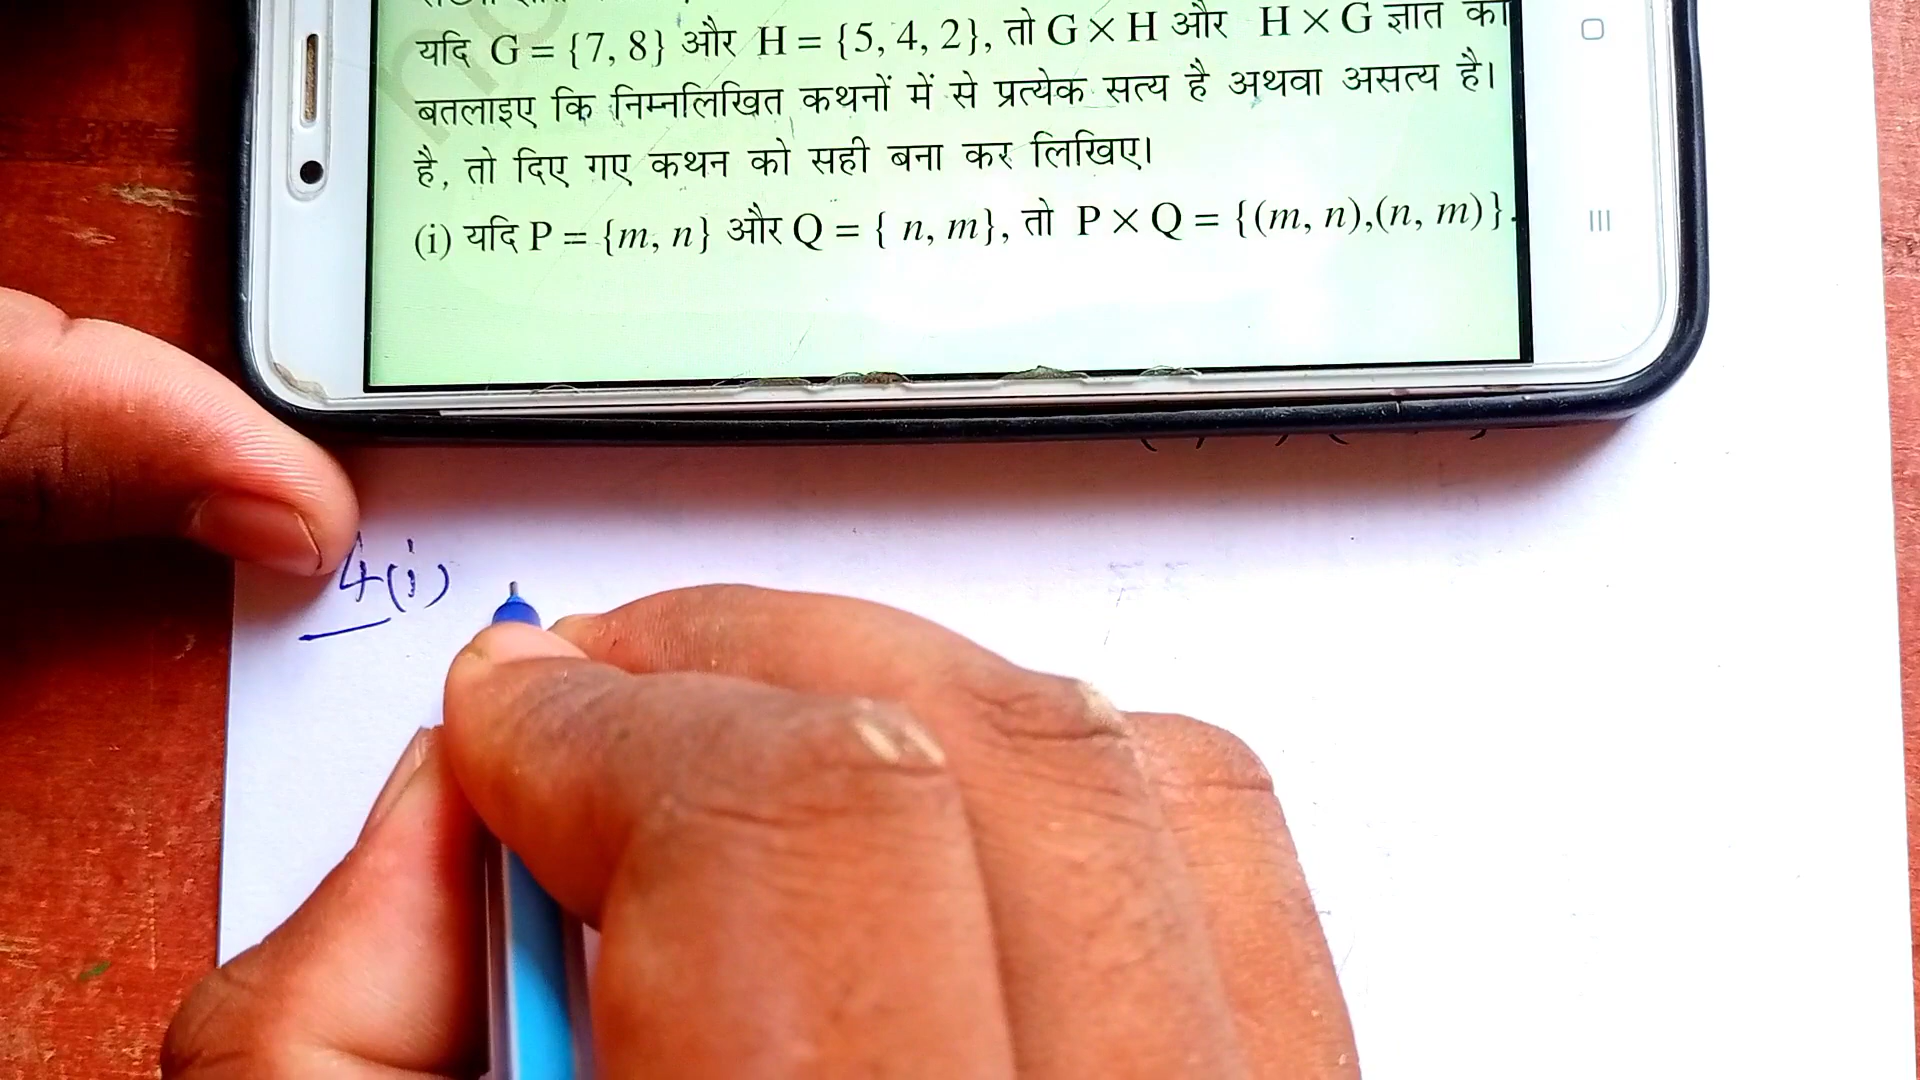 यदि G = {7, 8} और H = {5, 4, 2}, तो G × H और H × G ज्ञात
बतलाइए कि निम्नलिखित कथनों में से प्रत्येक सत्य है अथवा असत्य है।
है, तो दिए गए कथन को सही बना कर लिखिए।
(i) यदि P = {m, n} और Q = { n, m}, तो P × Q = {(m, n),(n, m)}.
4(i)